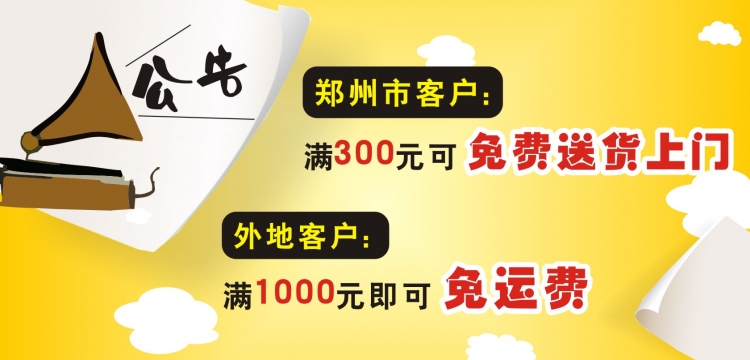 公告
郑州市客户：
满300元可 免费送货上门
外地客户：
满1000元即可 免运费